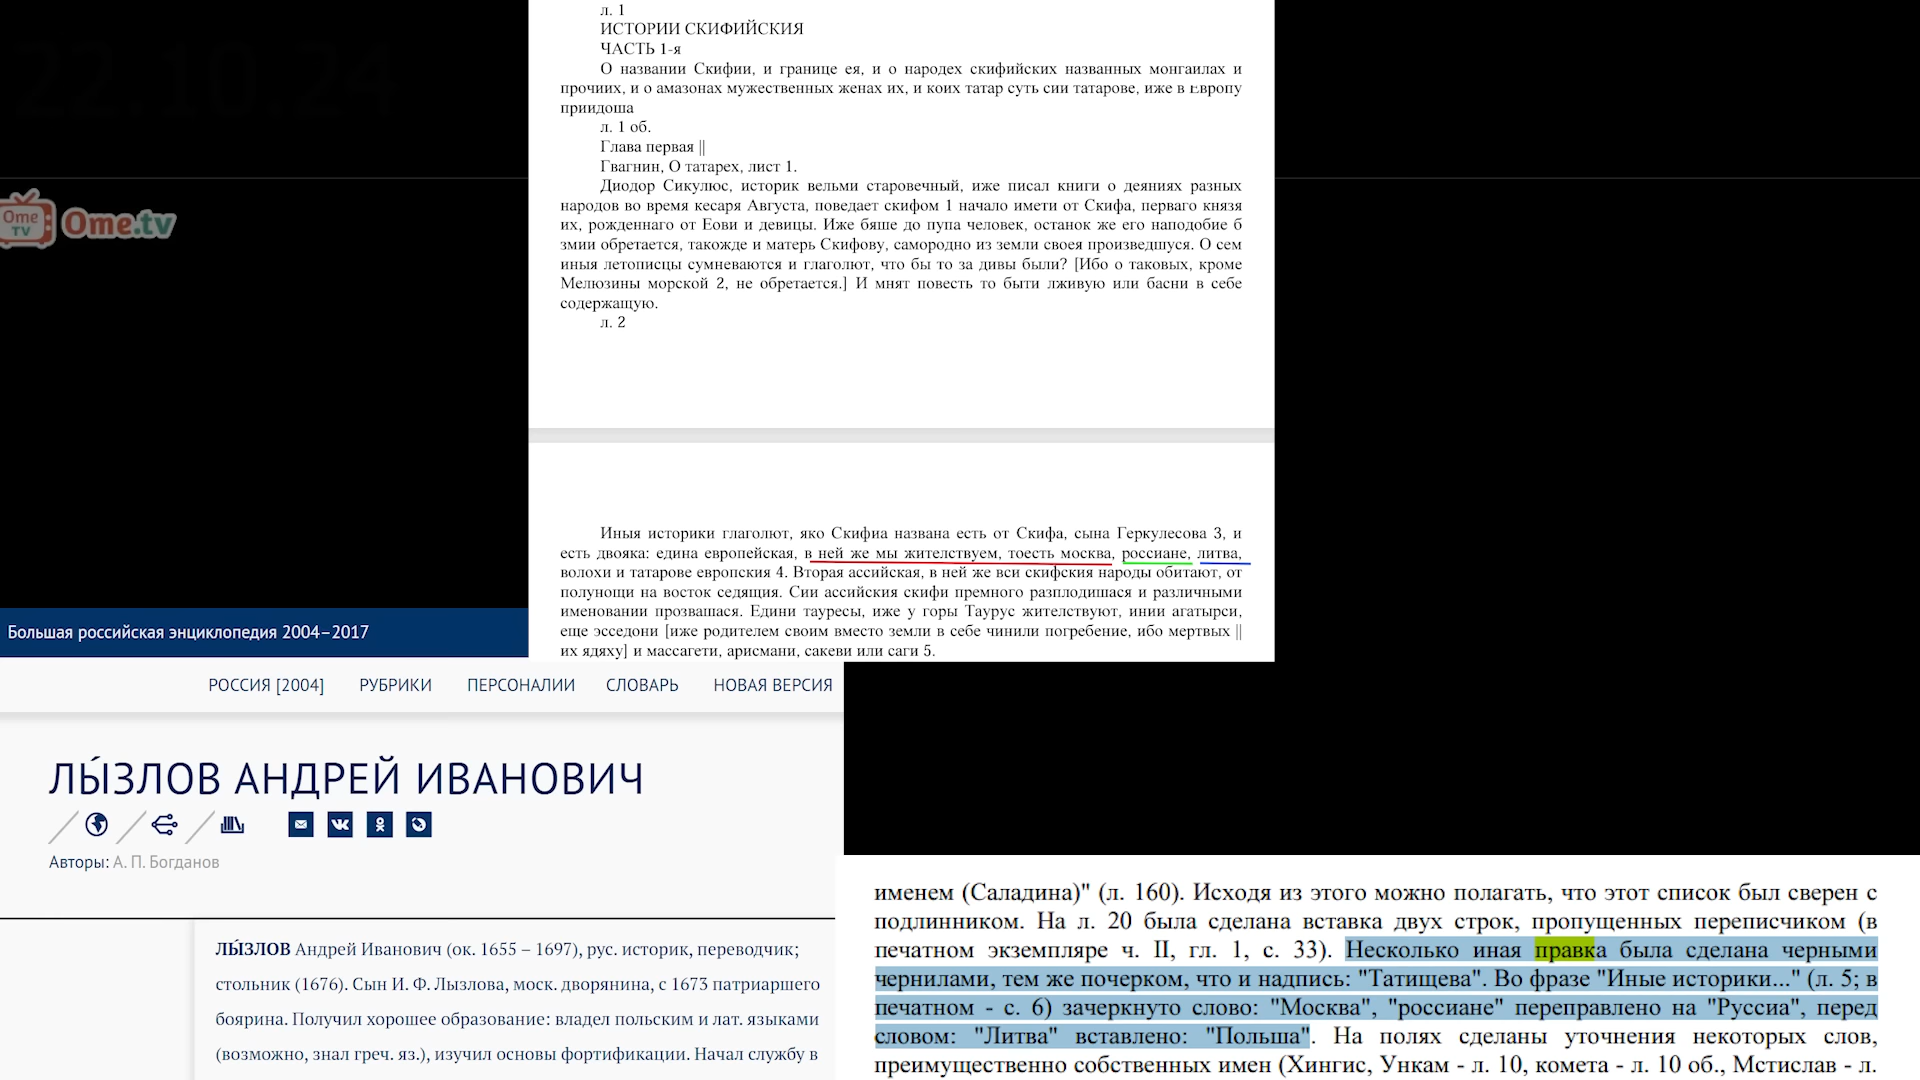 22.10.24
Ome TV
Ome.tv
л. 1
ИСТОРИИ СКИФИЙСКИЯ
ЧАСТЬ 1-я
О названии Скифии, и границе ея, и о народех скифийских названных монгаилах и
прочиих, и о амазонах мужественных женах их, и коих татар суть сии татарове, иже в Европу
приидоша
л. 1 об.
Глава первая ||
Гвагнин, О татарех, лист 1.
Диодор Сикулюс, историк вельми старовечный, иже писал книги о деяниях разных
народов во время кесаря Августа, поведает скифом 1 начало имети от Скифа, перваго князя
их, рожденнаго от Еови и девицы. Иже бяше до пупа человек, останок же его наподобие б
змии обретается, такожде и матерь Скифову, самородно из земли своея произведшуся. О сем
иныя летописцы сумневаются и глаголют, что бы то за дивы были? [Ибо о таковых, кроме
Мелюзины морской 2, не обретается.] И мнят повесть то быти лживую или басни в себе
содержащую.
л. 2
Иныя историки глаголют, яко Скифиа названа есть от Скифа, сына Геркулесова 3, и
есть двояка: едина европейская, в ней же мы жителствуем, тоесть москва, россиане, литва,
волохи и татарове европския 4. Вторая ассийская, в ней же вси скифския народы обитают, от
полунощи на восток седящия. Сии ассийския скифи премного разплодишася и различными
именовании прозвашася. Едини тауресы, иже у горы Таурус жителствуют, инии агатырси,
еще эсседони [иже родителем своим вместо земли в себе чинили погребение, ибо мертвых ||
их ядяху] и массагети, арисмани, сакеви или саги 5.
Большая российская энциклопедия 2004–2017
РОССИЯ [2004] РУБРИКИ ПЕРСОНАЛИИ СЛОВАРЬ НОВАЯ ВЕРСИЯ
ЛЫ́ЗЛОВ АНДРЕЙ ИВАНОВИЧ
Авторы: А. П. Богданов
ЛЫ́ЗЛОВ Андрей Иванович (ок. 1655 – 1697), рус. историк, переводчик;
стольник (1676). Сын И. Ф. Лызлова, моск. дворянина, с 1673 патриаршего
боярина. Получил хорошее образование: владел польским и лат. языками
(возможно, знал греч. яз.), изучил основы фортификации. Начал службу в
именем (Саладина)" (л. 160). Исходя из этого можно полагать, что этот список был сверен с
подлинником. На л. 20 была сделана вставка двух строк, пропущенных переписчиком (в
печатном экземпляре ч. II, гл. 1, с. 33). Несколько иная правка была сделана черными
чернилами, тем же почерком, что и надпись: "Татищева". Во фразе "Иные историки..." (л. 5; в
печатном - с. 6) зачеркнуто слово: "Москва", "россиане" переправлено на "Руссиа", перед
словом: "Литва" вставлено: "Польша". На полях сделаны уточнения некоторых слов,
преимущественно собственных имен (Хингис, Ункам - л. 10, комета - л. 10 об., Мстислав - л.